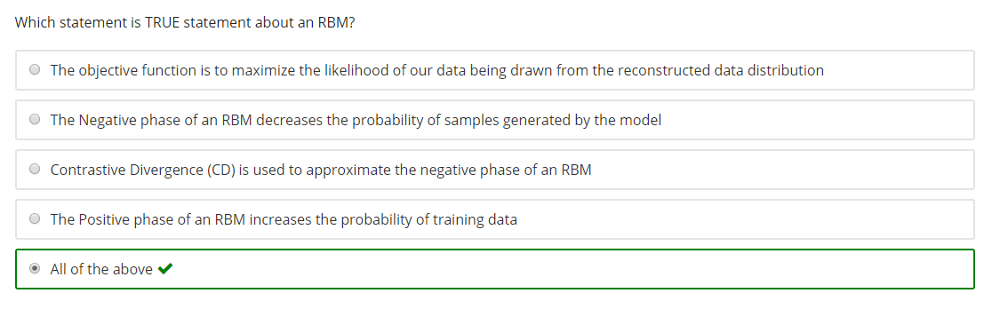 Which statement is TRUE statement about an RBM?
The objective function is to maximize the likelihood of our data being drawn from the reconstructed data distribution
The Negative phase of an RBM decreases the probability of samples generated by the model
Contrastive Divergence (CD) is used to approximate the negative phase of an RBM
The Positive phase of an RBM increases the probability of training data
All of the above